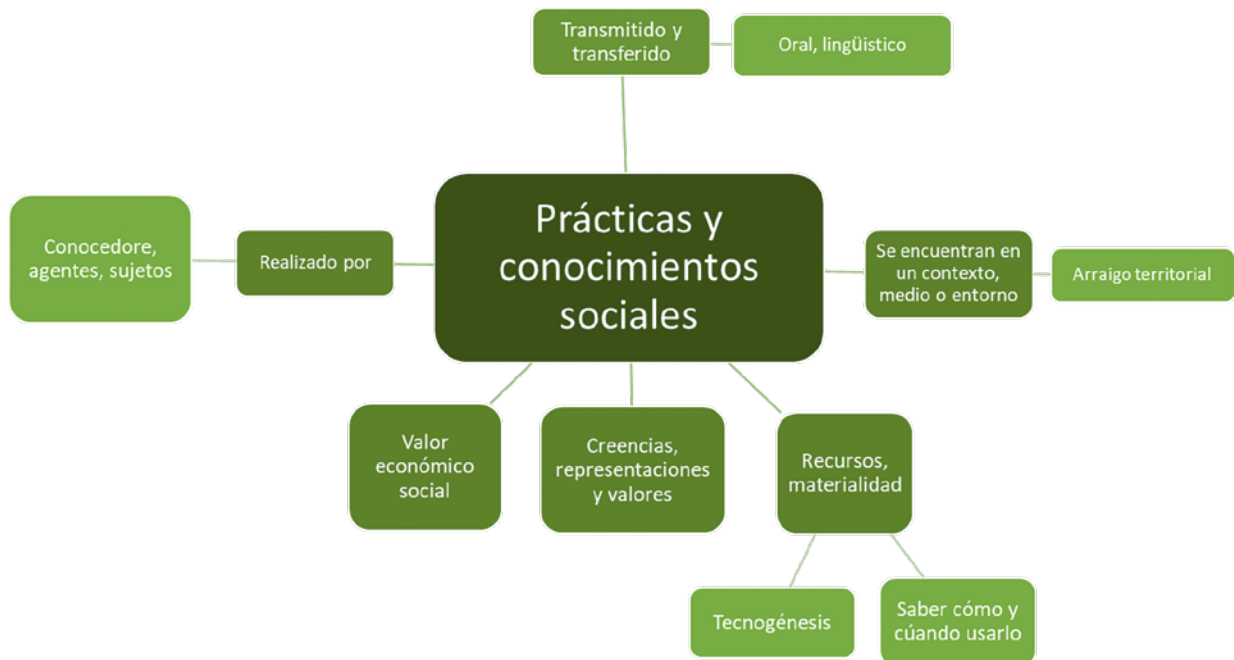 Transmitido y
transferido
Oral, lingüistico
Conocedore,
agentes, sujetos
Realizado por
Prácticas y
conocimientos
sociales
Se encuentran en
un contexto,
medio o entorno
Arraigo territorial
Valor
económico
social
Creencias,
representaciones
y valores
Recursos,
materialidad
Tecnogénesis
Saber cómo y
cúando usarlo